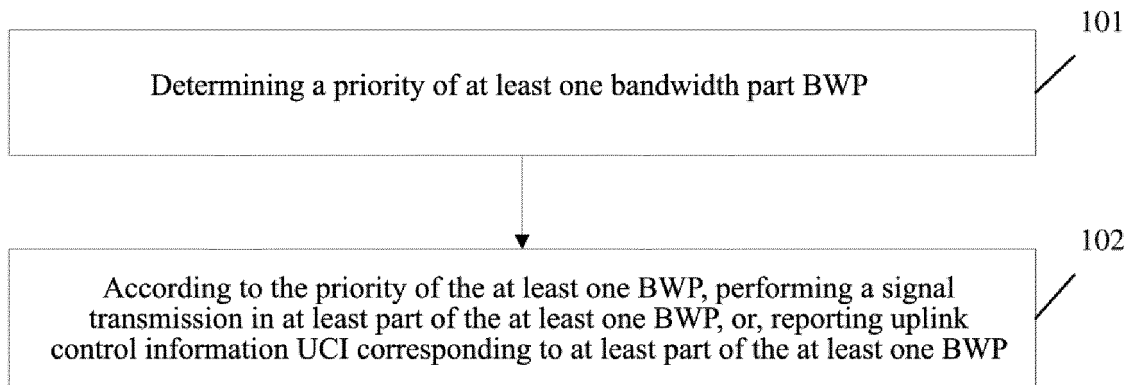 101
Determining a priority of at least one bandwidth part BWP
102
According to the priority of the at least one BWP, performing a signal
transmission in at least part of the at least one BWP, or, reporting uplink
control information UCI corresponding to at least part of the at least one BWP